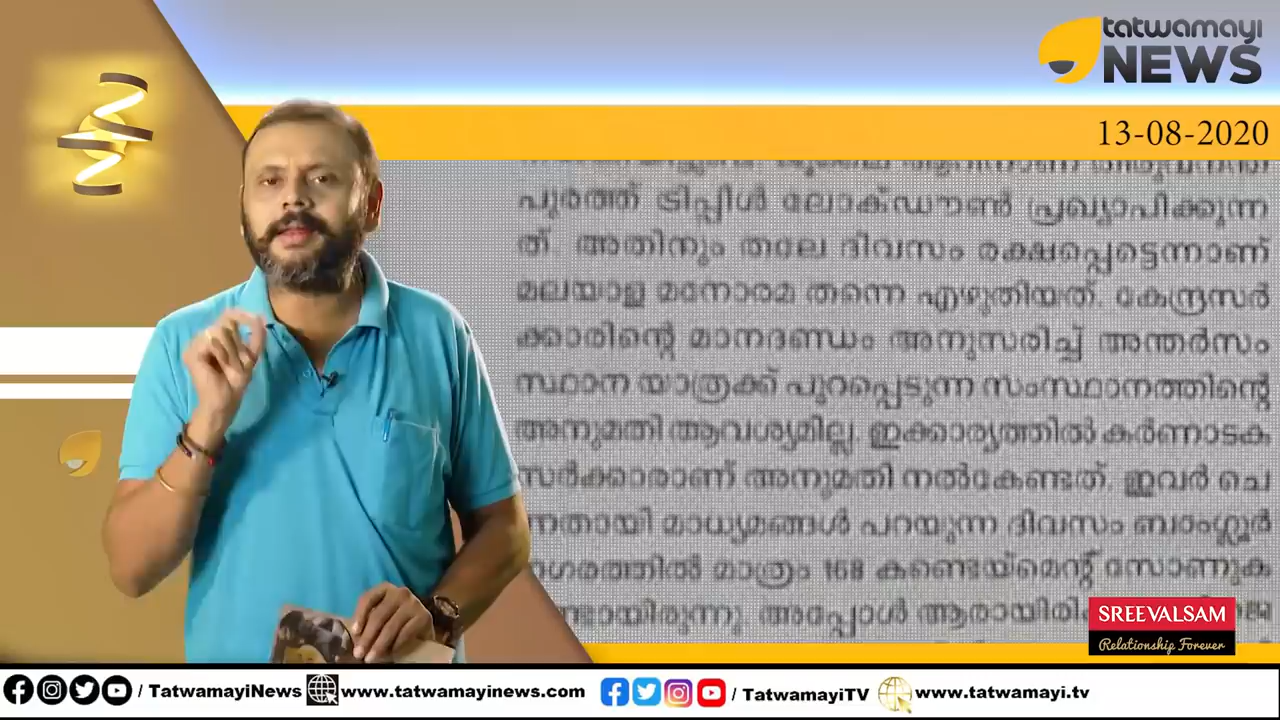 tatwamayi
NEWS
13-08-2020
പുരത്ത് ട്രിപ്പിൾ ലോക്ഡൗൺ പ്രഖ്യാപിക്കുന്ന
ത്. അതിനും തലേ ദിവസം രക്ഷപ്പെട്ടെന്നാണ്
മലയാള മനോരമ തന്നെ എഴുതിയത്. കേന്ദ്രസർ
ക്കാരിന്റെ മാനദണ്ഡം അനുസരിച്ച് അന്തർസം
സ്ഥാന യാത്രക്ക് പുറപ്പെടുന്ന സംസ്ഥാനത്തിന്റെ
അനുമതി ആവശ്യമില്ല. ഇക്കാര്യത്തിൽ കർണാടക
സർക്കാരാണ് അനുമതി നൽകേണ്ടത്. ഇവർ ചെ
ന്നതായി മാധ്യമങ്ങൾ പറയുന്ന ദിവസം ബാംഗ്ലൂർ
നഗരത്തിൽ മാത്രം 168 കണ്ടെയ്മെന്റ് സോണുക
ണ്ടായിരുന്നു. അപ്പോൾ
SREEVALSAM
Relationship Forever
/ TatwamayiNews www.tatwamayinews.com / TatwamayiTV www.tatwamayi.tv